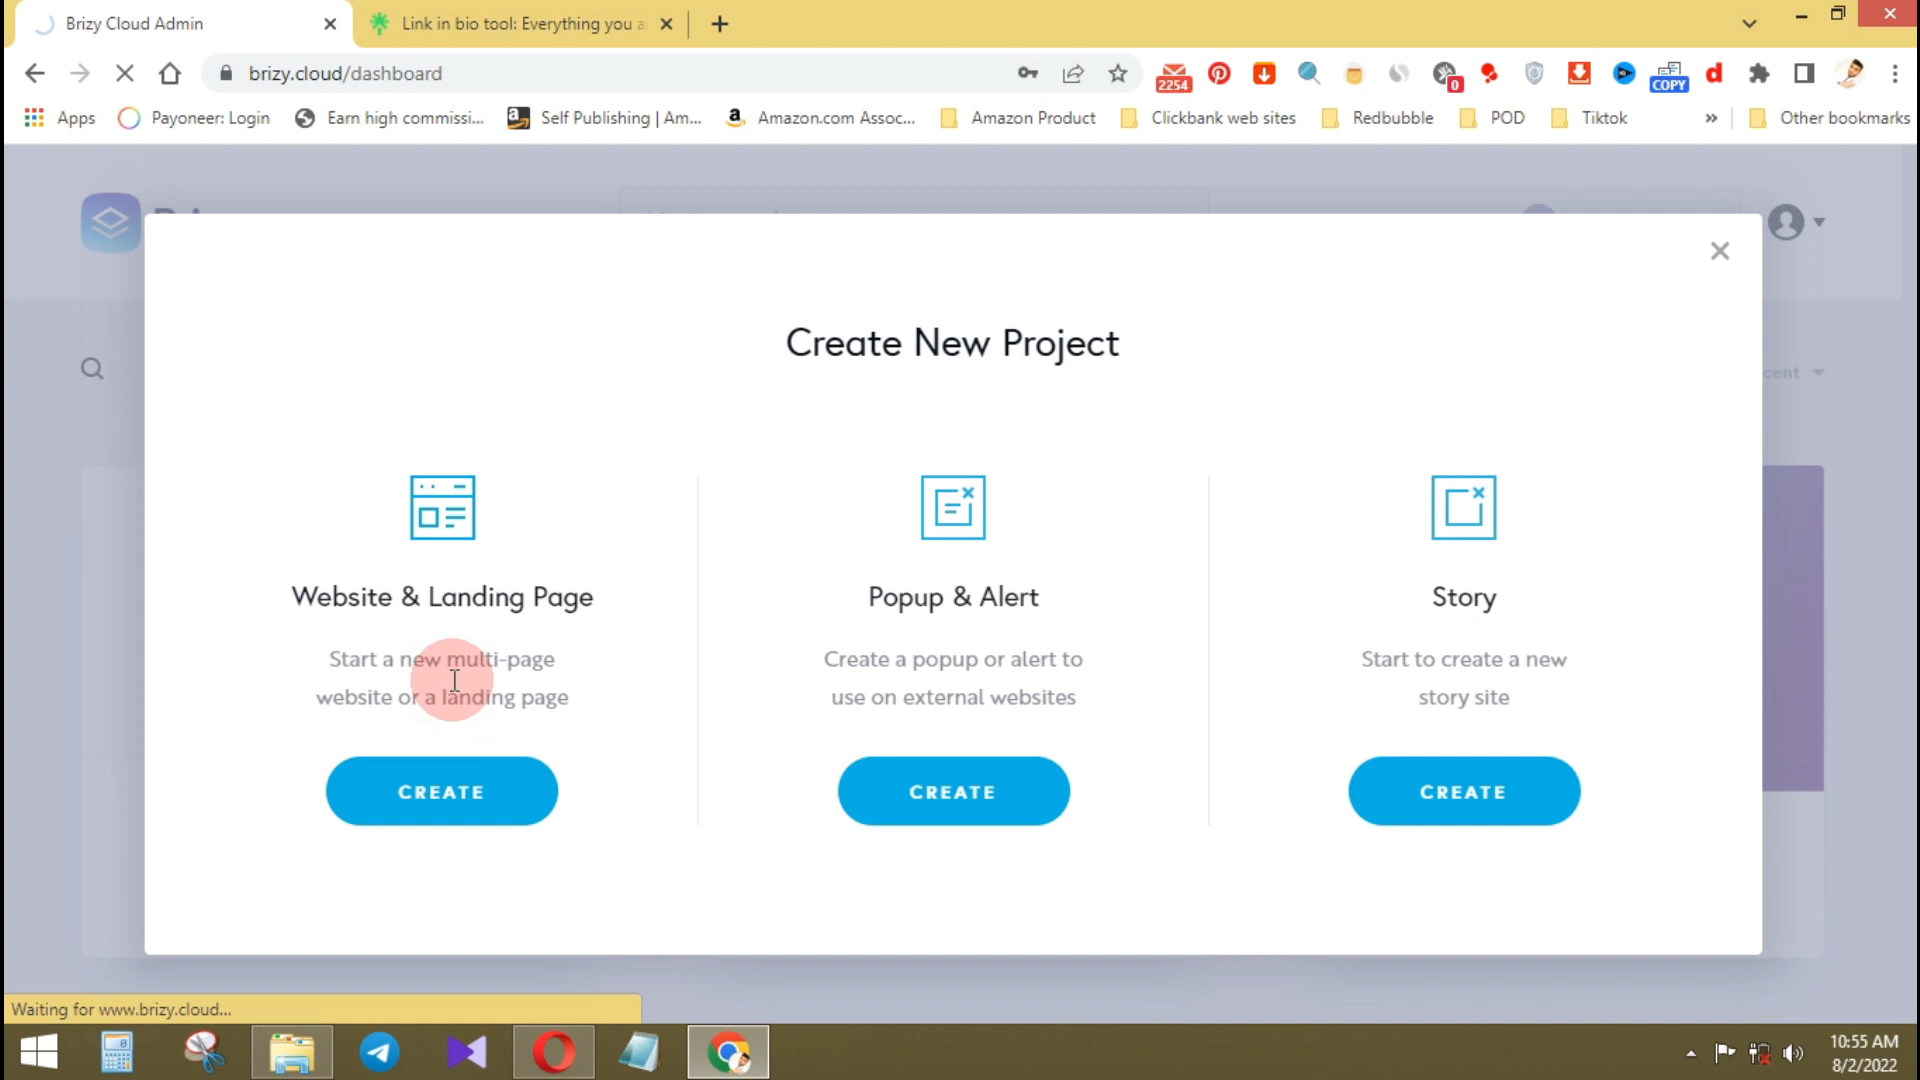 Brizy Cloud Admin
Link in bio tool: Everything you a
brizy.cloud/dashboard
2254
0
COPY
Apps
Payoneer: Login
Earn high commissi...
Self Publishing | Am...
Amazon.com Assoc...
Amazon Product
Clickbank web sites
Redbubble
POD
Tiktok
»
Other bookmarks
Create New Project
cent
Website & Landing Page
Start a new multi-page
website or a landing page
CREATE
Popup & Alert
Create a popup or alert to
use on external websites
CREATE
Story
Start to create a new
story site
CREATE
Waiting for www.brizy.cloud...
10:55 AM
8/2/2022